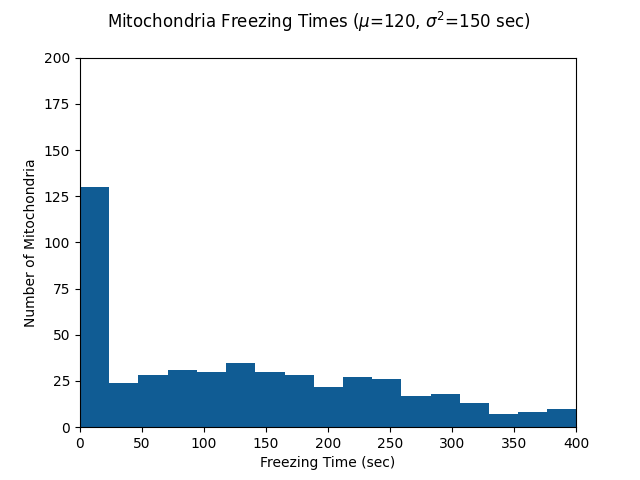 Mitochondria Freezing Times (μ=120, σ²=150 sec)
200
175
150
125
100
75
50
25
0
Number of Mitochondria
0 50 100 150 200 250 300 350 400
Freezing Time (sec)